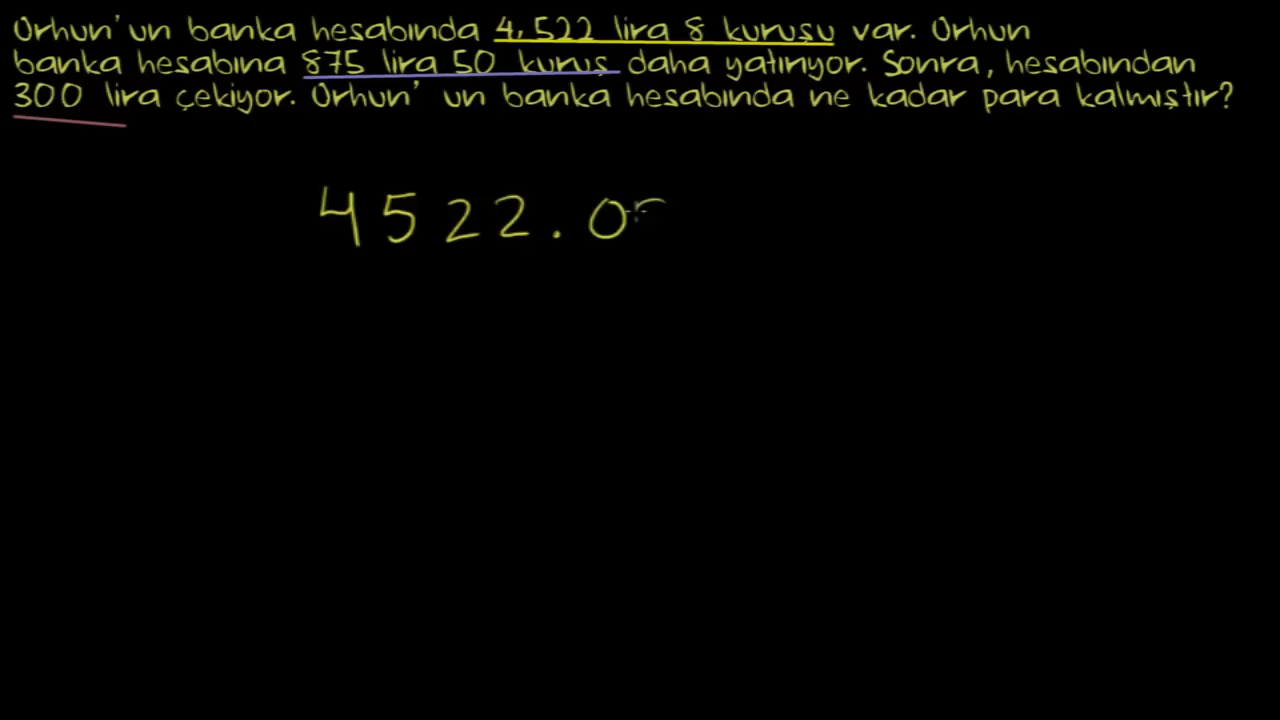 Orhun'un banka hesabında 4,522 lira 8 kuruşu var. Orhun
banka hesabına 875 lira 50 kuruş daha yatırıyor. Sonra, hesabından
300 lira çekiyor. Orhun' un banka hesabında ne kadar para kalmıştır?
4522.0